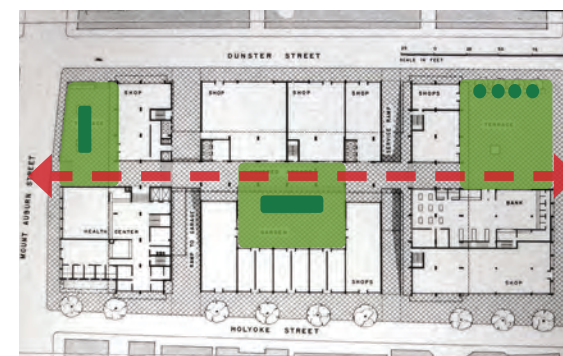 DUNSTER STREET
SCALE IN FEET
SHOP
SHOP
SHOP
SHOP
SHOPS
TERRACE
SERVICE RAMP
MOUNT AUBURN STREET
HEALTH CENTER
RAMP TO GARAGE
GARDEN
SHOPS
BANK
SHOP
HOLYOKE STREET